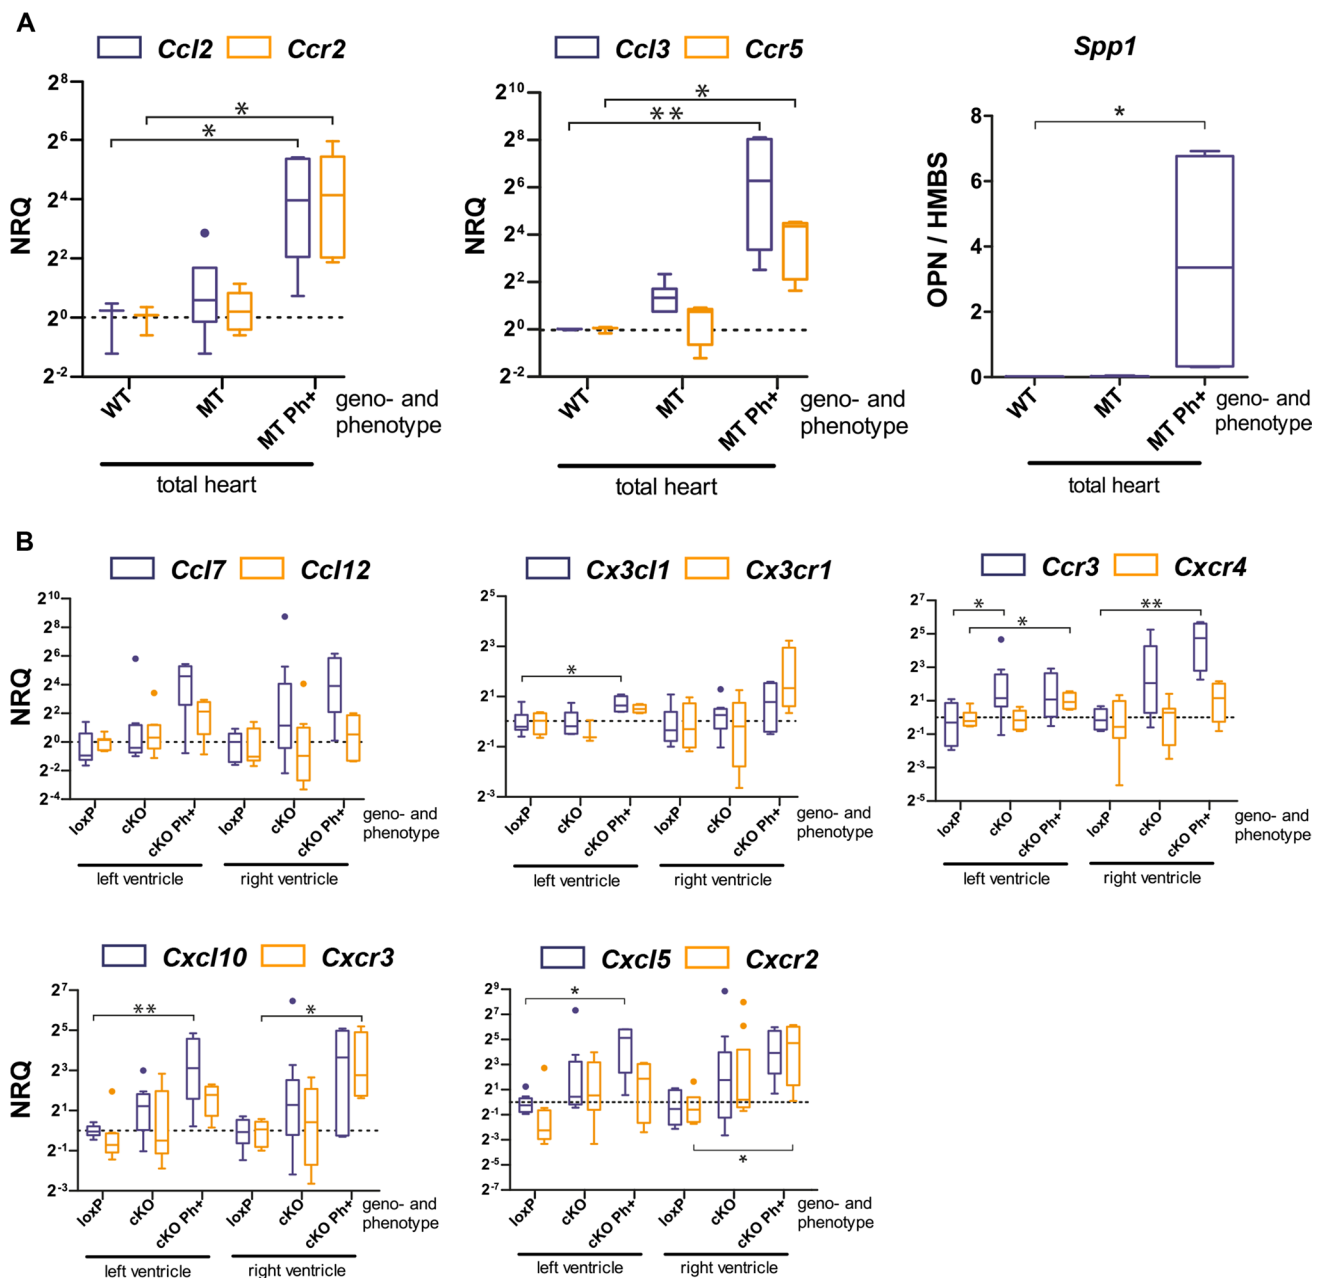 A
Ccl2 Ccr2
NRQ
2^8
2^6
2^4
2^2
2^0
2^-2
*
*
WT
MT
MT Ph+
geno- and
phenotype
total heart
Ccl3 Ccr5
NRQ
2^10
2^8
2^6
2^4
2^2
2^0
2^-2
*
**
WT
MT
MT Ph+
geno- and
phenotype
total heart
Spp1
OPN / HMBS
8
6
4
2
0
*
WT
MT
MT Ph+
geno- and
phenotype
total heart
B
Ccl7 Ccl12
NRQ
2^10
2^6
2^4
2^2
2^0
2^-2
2^-4
loxP
cKO
cKO Ph+
loxP
cKO
cKO Ph+
geno- and
phenotype
left ventricle
right ventricle
Cx3cl1 Cx3cr1
2^5
2^3
2^1
2^-1
2^-3
*
loxP
cKO
cKO Ph+
loxP
cKO
cKO Ph+
geno- and
phenotype
left ventricle
right ventricle
Ccr3 Cxcr4
2^7
2^5
2^3
2^1
2^-1
2^-3
2^-5
*
*
**
loxP
cKO
cKO Ph+
loxP
cKO
cKO Ph+
geno- and
phenotype
left ventricle
right ventricle
Cxcl10 Cxcr3
NRQ
2^7
2^5
2^3
2^1
2^-1
2^-3
**
*
loxP
cKO
cKO Ph+
loxP
cKO
cKO Ph+
geno- and
phenotype
left ventricle
right ventricle
Cxcl5 Cxcr2
2^9
2^7
2^5
2^3
2^1
2^-1
2^-3
2^-5
2^-7
*
*
loxP
cKO
cKO Ph+
loxP
cKO
cKO Ph+
geno- and
phenotype
left ventricle
right ventricle